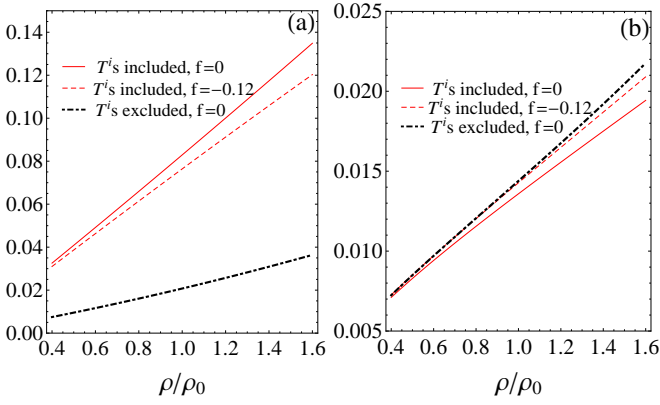 (a)
0.14
0.12
0.10
0.08
0.06
0.04
0.02
0.00
T^i s included, f=0
T^i s included, f=−0.12
T^i s excluded, f=0
0.4 0.6 0.8 1.0 1.2 1.4 1.6
ρ/ρ₀
(b)
0.025
0.020
0.015
0.010
0.005
T^i s included, f=0
T^i s included, f=−0.12
T^i s excluded, f=0
0.4 0.6 0.8 1.0 1.2 1.4 1.6
ρ/ρ₀